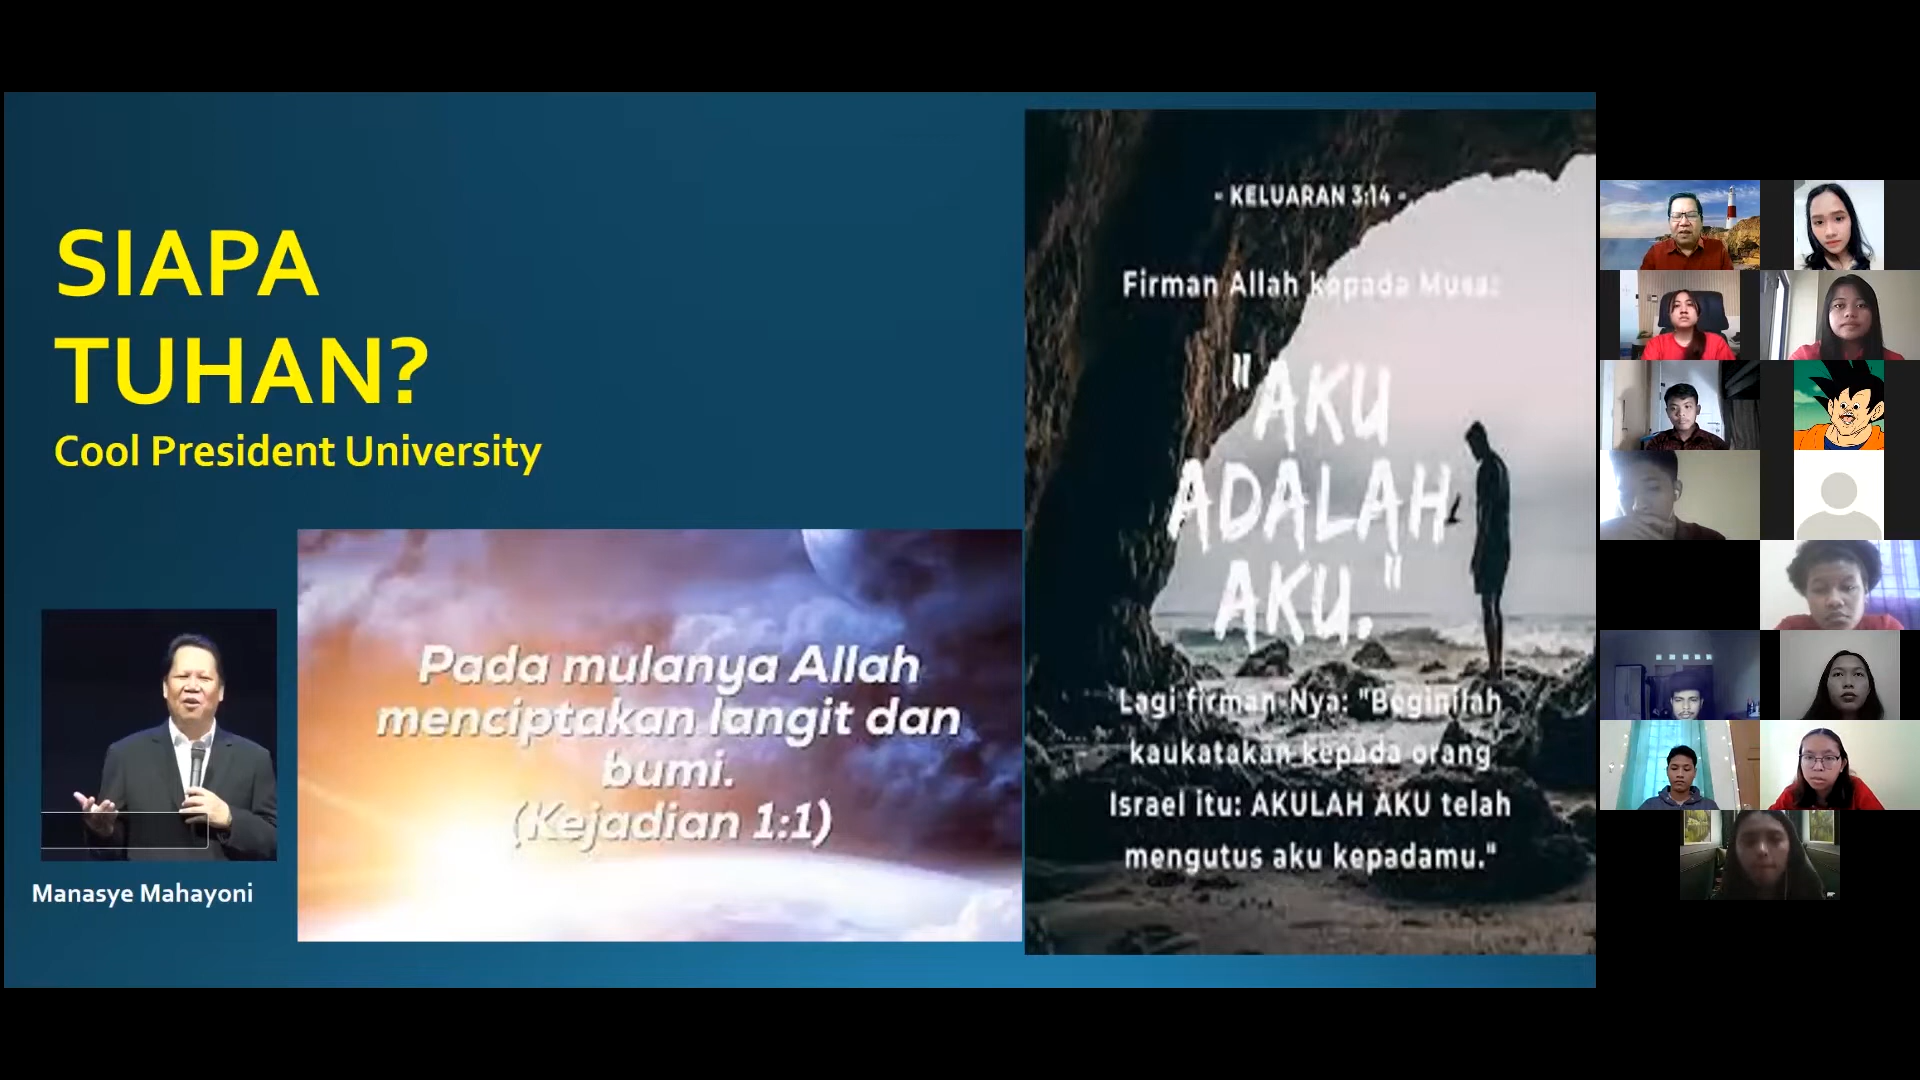 SIAPA
TUHAN?
Cool President University
Manasye Mahayoni
Pada mulanya Allah
menciptakan langit dan
bumi.
(Kejadian 1:1)
- KELUARAN 3:14 -
Firman Allah kepada Musa:
"AKU
ADALAH
AKU."
Lagi firman-Nya: "Beginilah
kaukatakan kepada orang
Israel itu: AKULAH AKU telah
mengutus aku kepadamu."